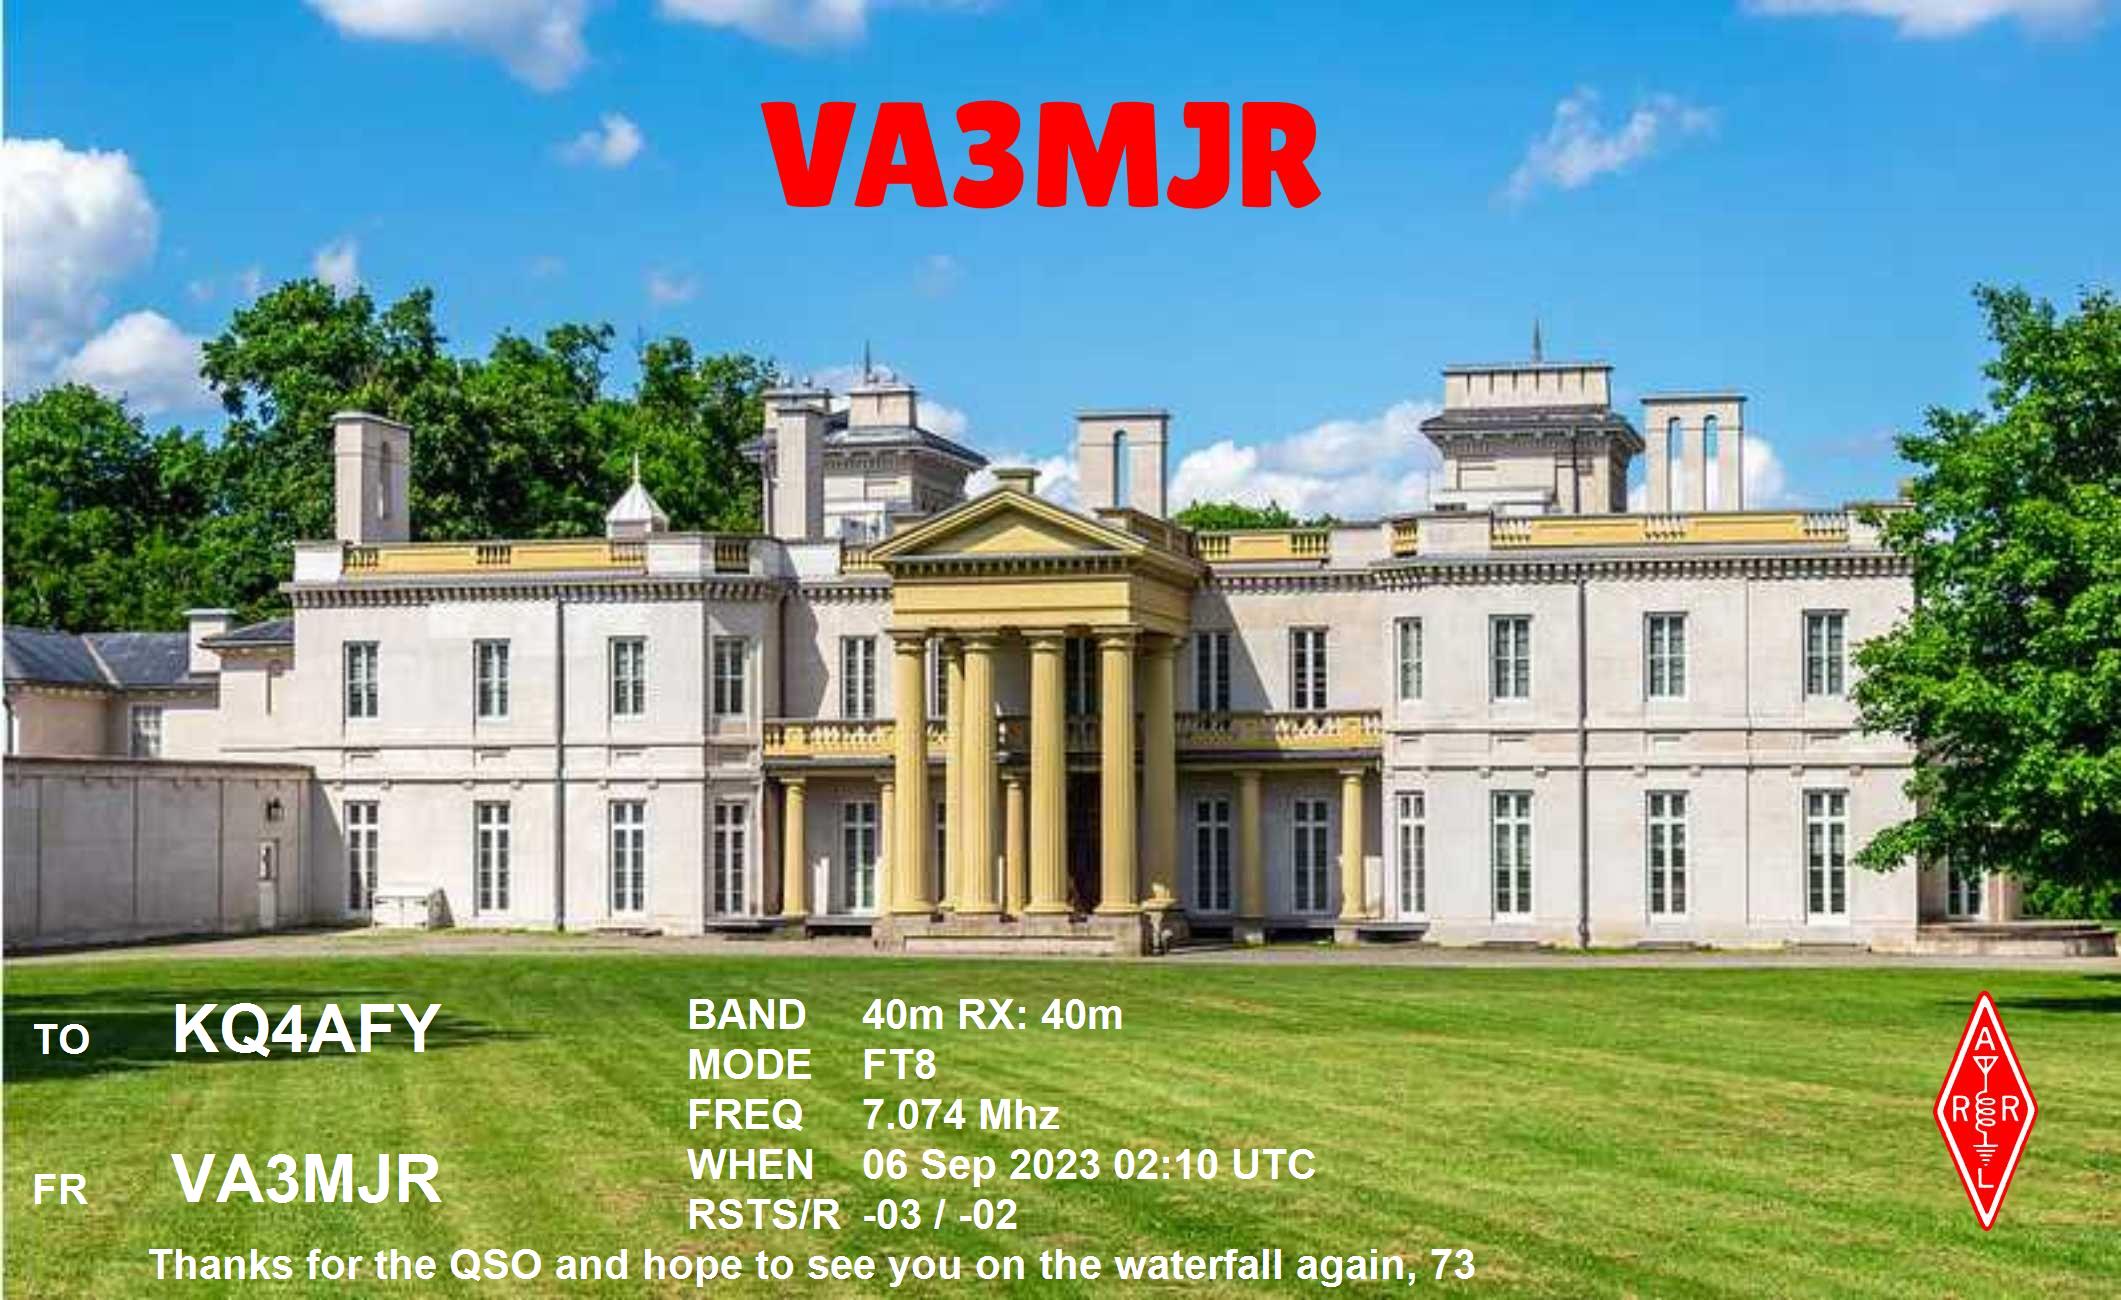 VA3MJR
TO KQ4AFY
FR VA3MJR
BAND 40m RX: 40m
MODE FT8
FREQ 7.074 Mhz
WHEN 06 Sep 2023 02:10 UTC
RSTS/R -03 / -02
Thanks for the QSO and hope to see you on the waterfall again, 73
A
R R
L